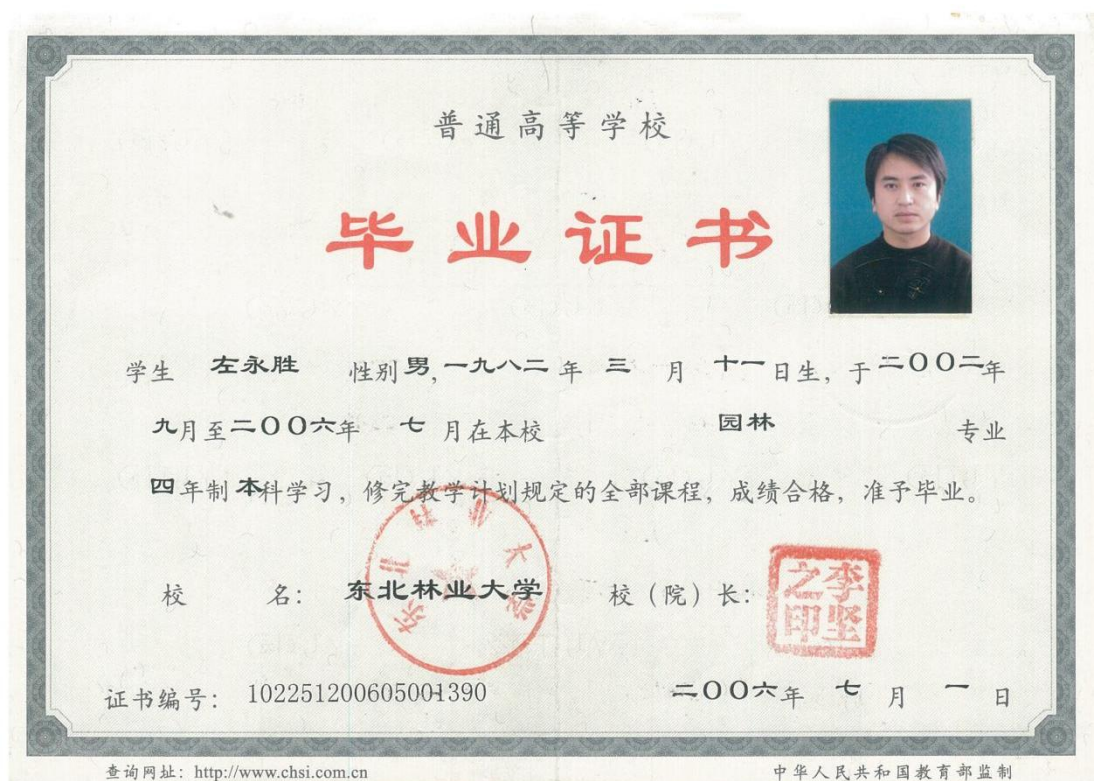 普通高等学校
毕业证书
学生 左永胜 性别 男, 一九八二 年 三 月 十一 日生, 于 二〇〇二 年
九月至二〇〇六年 七 月在本校 园林 专业
四年制 本科学习, 修完教学计划规定的全部课程, 成绩合格, 准予毕业。
校 名: 东北林业大学 校(院)长:
东北林业大学
李坚之印
证书编号: 102251200605001390 二〇〇六年 七 月 一 日
查询网址: http://www.chsi.com.cn 中华人民共和国教育部监制